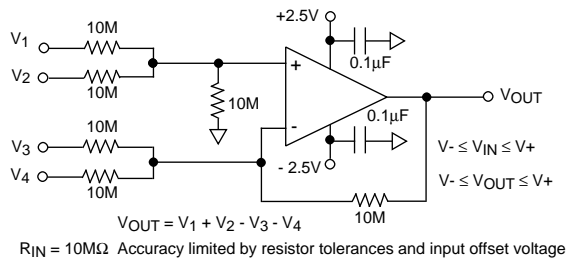 +2.5V
V1
10M
V2
10M
0.1µF
+
10M
-
VOUT
0.1µF
V3
10M
V4
10M
- 2.5V
V- ≤ VIN ≤ V+
V- ≤ VOUT ≤ V+
10M
VOUT = V1 + V2 - V3 - V4
RIN = 10MΩ Accuracy limited by resistor tolerances and input offset voltage